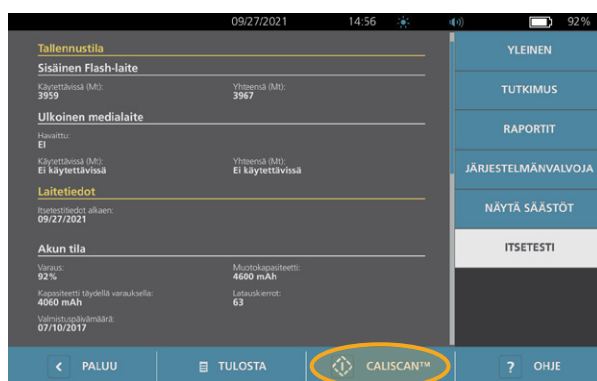 09/27/2021 14:56 92%
Tallennustila
Sisäinen Flash-laite
Käytettävissä (Mt): Yhteensä (Mt):
3959 3967
Ulkoinen medialaite
Havaittu:
EI
Käytettävissä (Mt): Yhteensä (Mt):
Ei käytettävissä Ei käytettävissä
Laitetiedot
Itsetestitiedot alkaen:
09/27/2021
Akun tila
Varaus: Muotokapasiteetti:
92% 4600 mAh
Kapasiteetti täydellä varauksella: Latauskierrot:
4060 mAh 63
Valmistuspäivämäärä:
07/10/2017
YLEINEN
TUTKIMUS
RAPORTIT
JÄRJESTELMÄNVALVOJA
NÄYTÄ SÄÄSTÖT
ITSETESTI
< PALUU TULOSTA CALISCAN™ ? OHJE